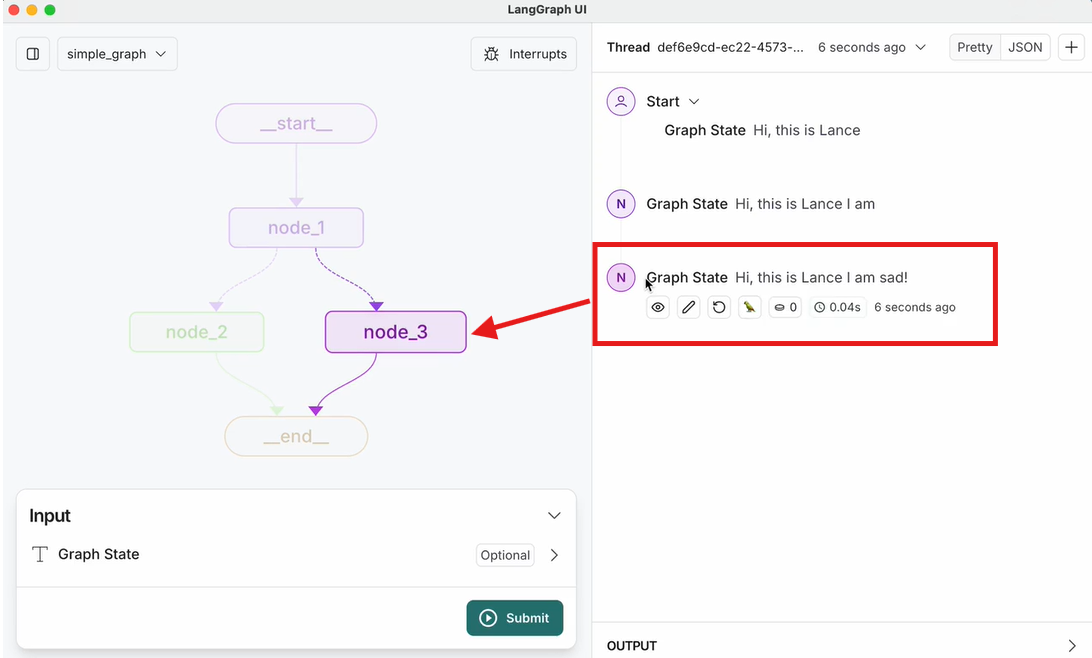 LangGraph UI
simple_graph
Interrupts
__start__
node_1
node_2
node_3
__end__
Input
Graph State
Optional
Submit
Thread def6e9cd-ec22-4573-... 6 seconds ago
Pretty JSON
Start
Graph State Hi, this is Lance
N Graph State Hi, this is Lance I am
N Graph State Hi, this is Lance I am sad!
0 0.04s 6 seconds ago
OUTPUT